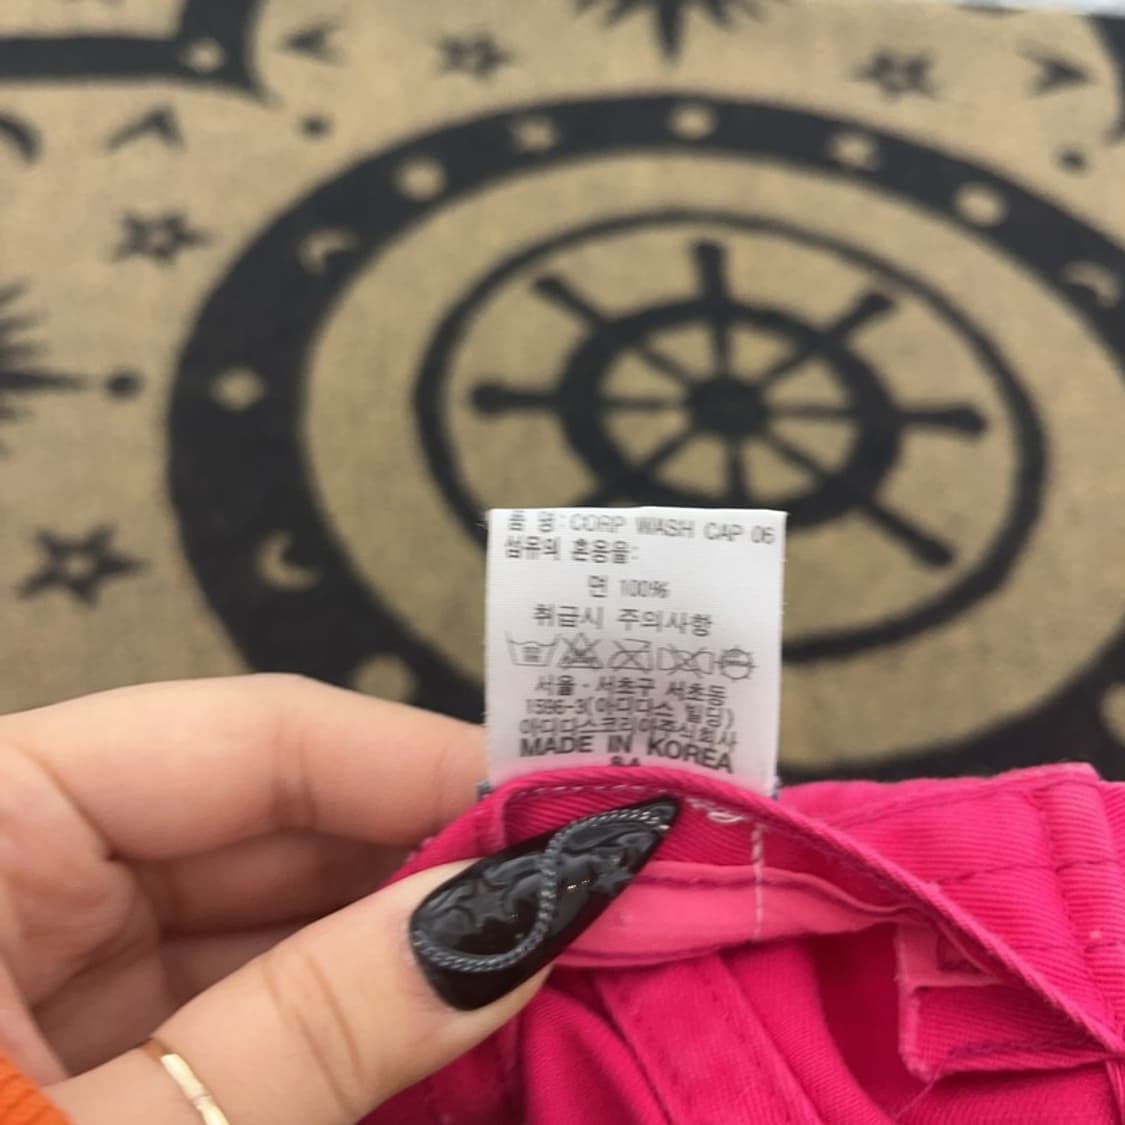 품 명: CORP WASH CAP 06
섬유의 혼용율:
면 100%
취급시 주의사항
서울-서초구 서초동
1596-3(아디다스 빌딩)
아디다스코리아주식회사
MADE IN KOREA